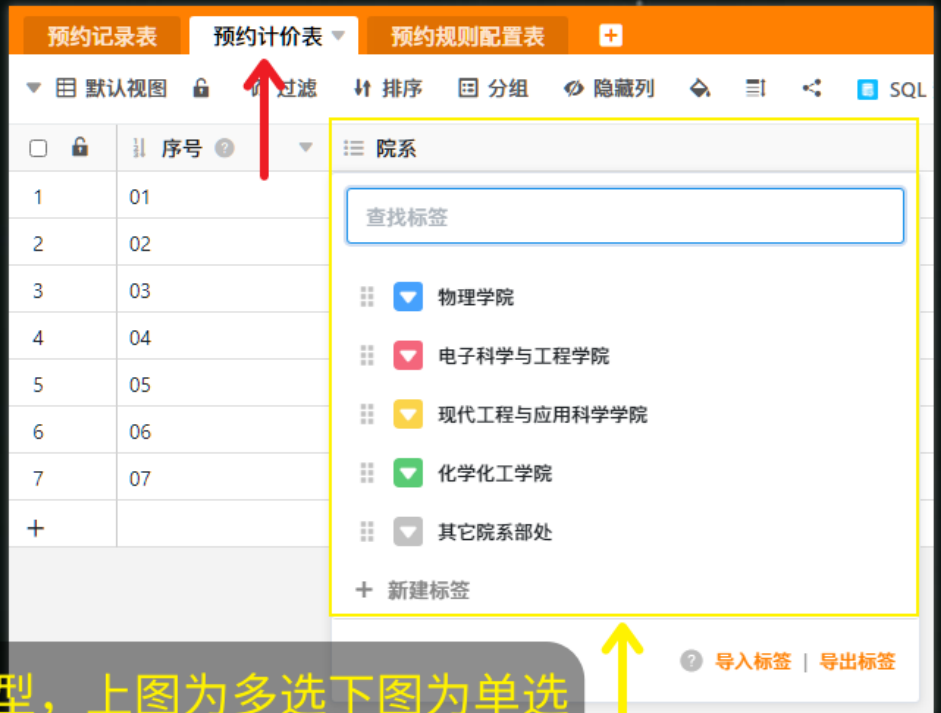 预约记录表 预约计价表 预约规则配置表
默认视图 过滤 排序 分组 隐藏列 SQL
序号 院系
查找标签
1 01
2 02
3 03
4 04
5 05
6 06
7 07
物理学院
电子科学与工程学院
现代工程与应用科学学院
化学化工学院
其它院系部处
+ 新建标签
导入标签 | 导出标签
型，上图为多选下图为单选